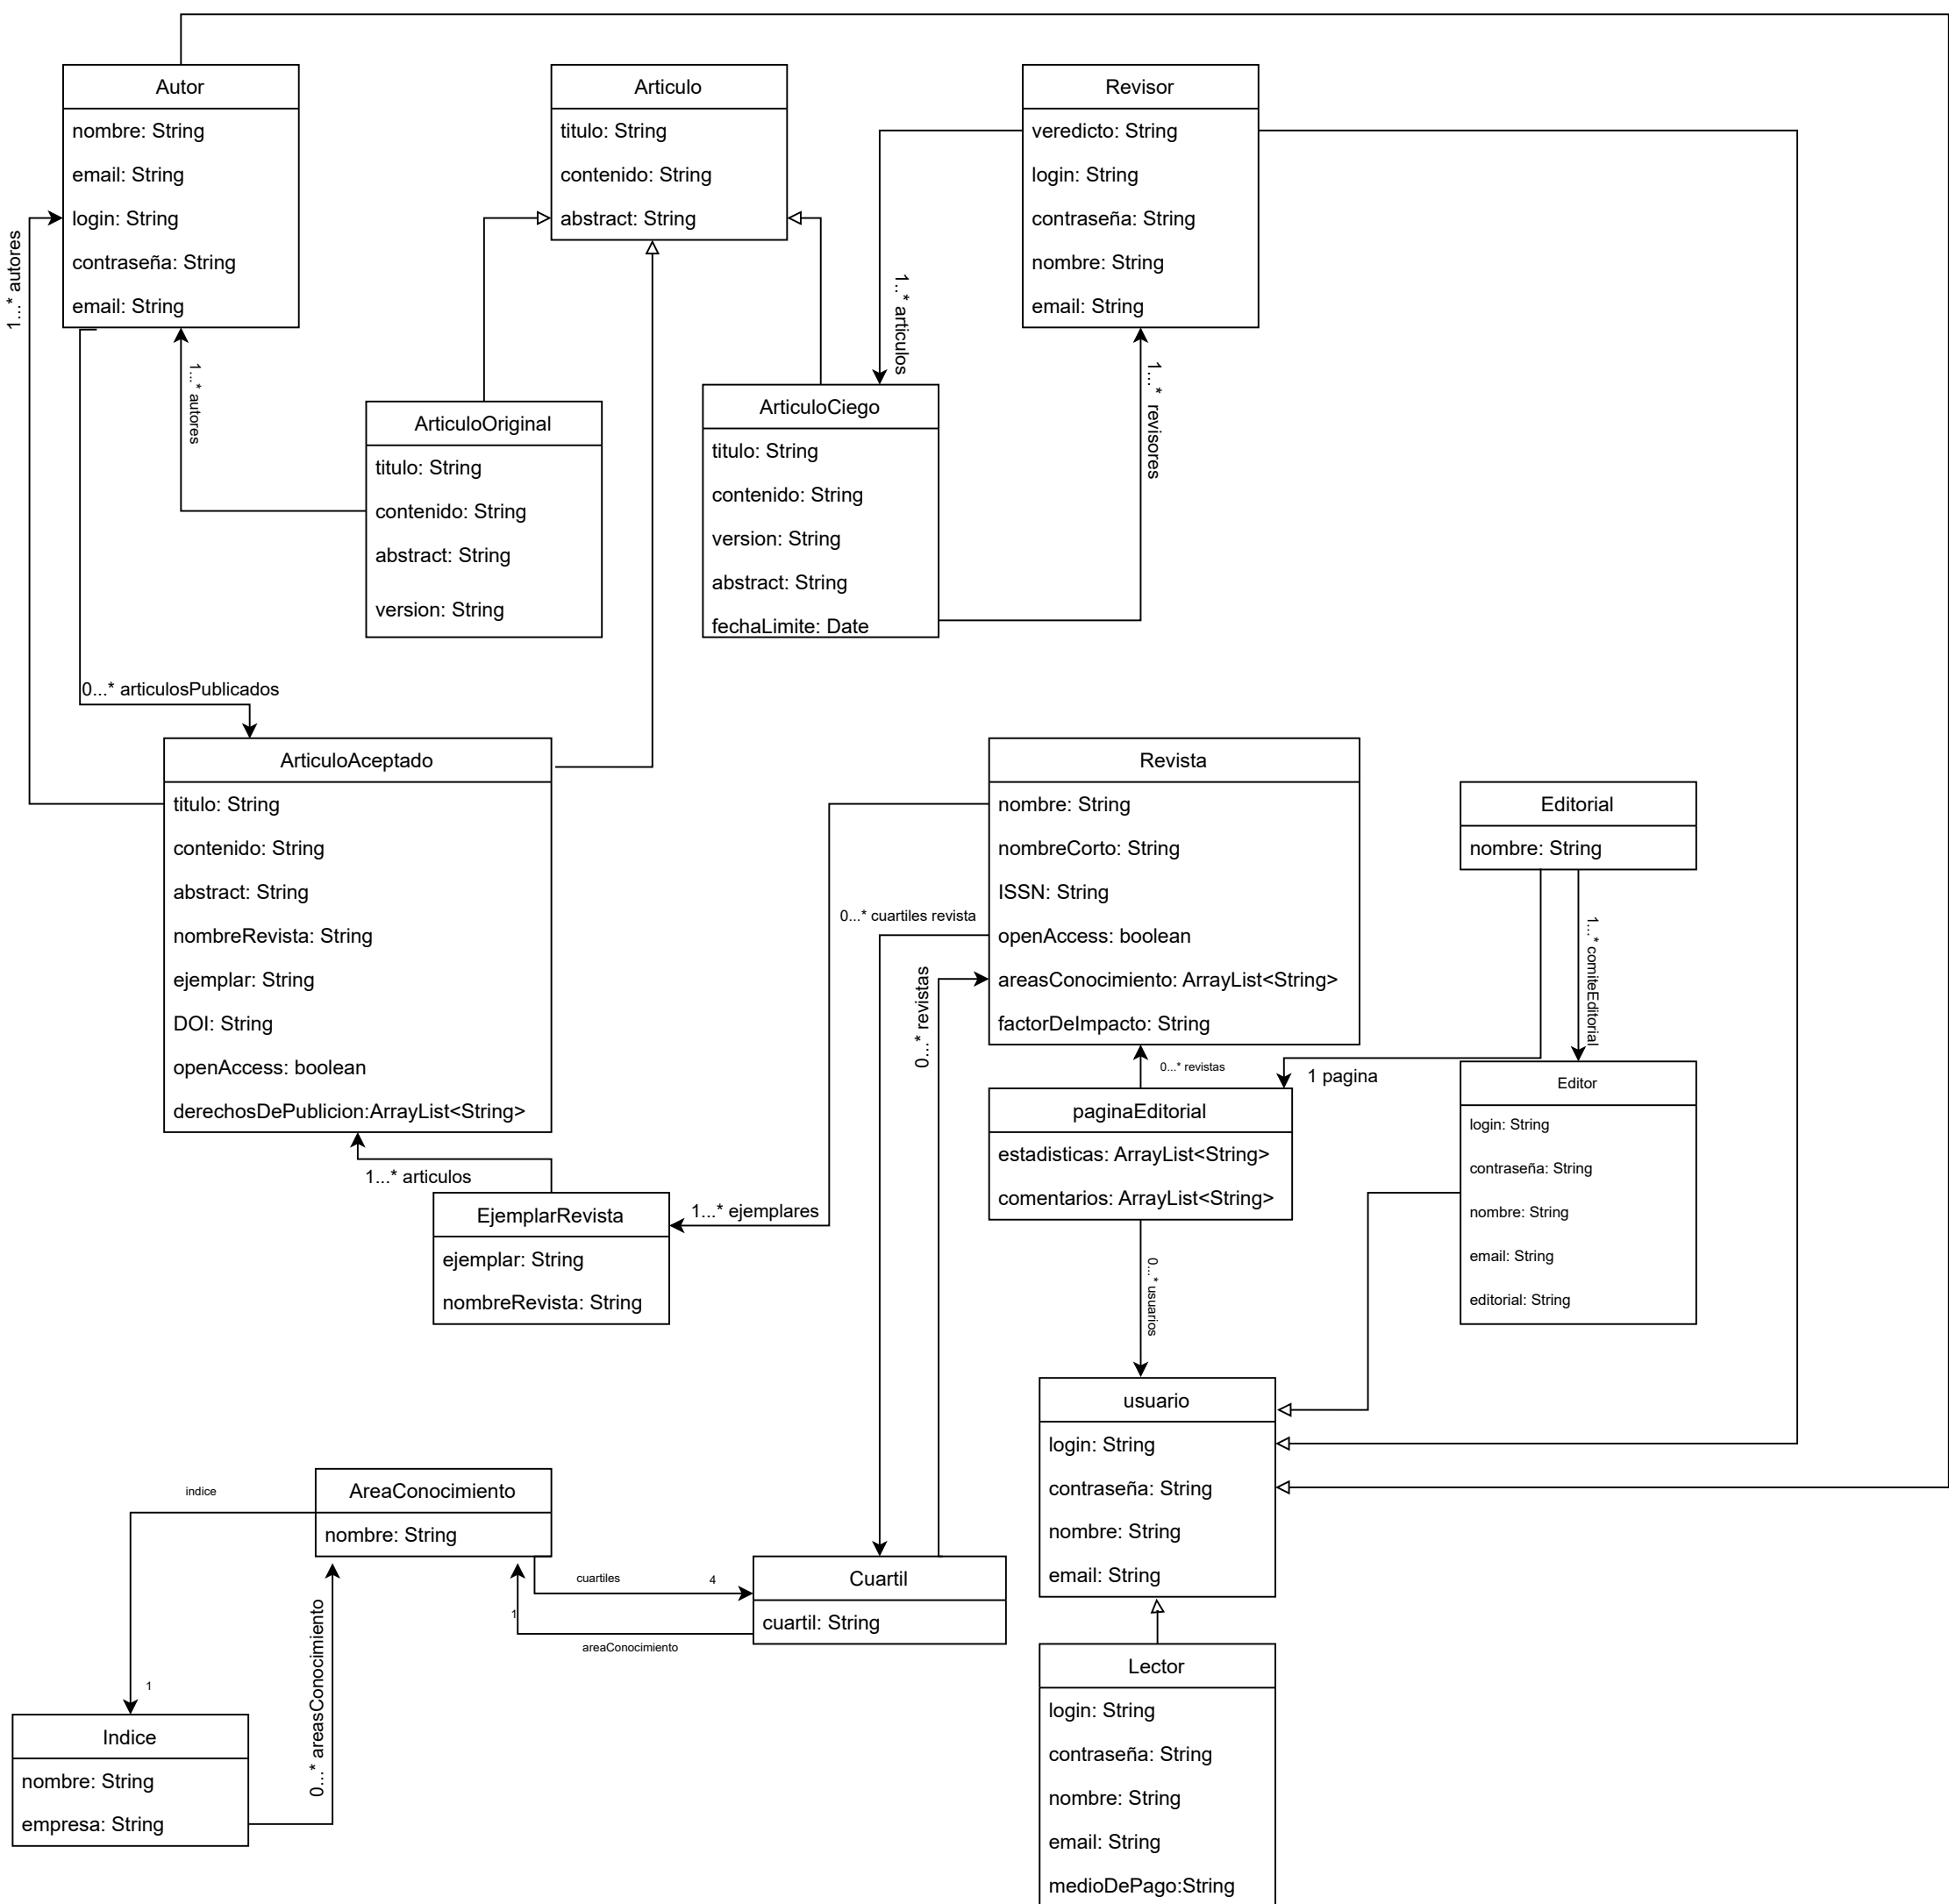 Autor
nombre: String
email: String
login: String
contraseña: String
email: String
Articulo
titulo: String
contenido: String
abstract: String
Revisor
veredicto: String
login: String
contraseña: String
nombre: String
email: String
1...* autores
1...* autores
1..* articulos
1...* revisores
ArticuloOriginal
titulo: String
contenido: String
abstract: String
version: String
ArticuloCiego
titulo: String
contenido: String
version: String
abstract: String
fechaLimite: Date
0...* articulosPublicados
ArticuloAceptado
titulo: String
contenido: String
abstract: String
nombreRevista: String
ejemplar: String
DOI: String
openAccess: boolean
derechosDePublicion:ArrayList<String>
Revista
nombre: String
nombreCorto: String
ISSN: String
openAccess: boolean
areasConocimiento: ArrayList<String>
factorDeImpacto: String
Editorial
nombre: String
0...* cuartiles revista
0...* revistas
1...* comiteEditorial
0...* revistas
1 pagina
paginaEditorial
estadisticas: ArrayList<String>
comentarios: ArrayList<String>
Editor
login: String
contraseña: String
nombre: String
email: String
editorial: String
1...* articulos
EjemplarRevista
ejemplar: String
nombreRevista: String
1...* ejemplares
0...* usuarios
usuario
login: String
contraseña: String
nombre: String
email: String
indice
AreaConocimiento
nombre: String
cuartiles
4
1
areaConocimiento
Cuartil
cuartil: String
0...* areasConocimiento
1
Indice
nombre: String
empresa: String
Lector
login: String
contraseña: String
nombre: String
email: String
medioDePago:String